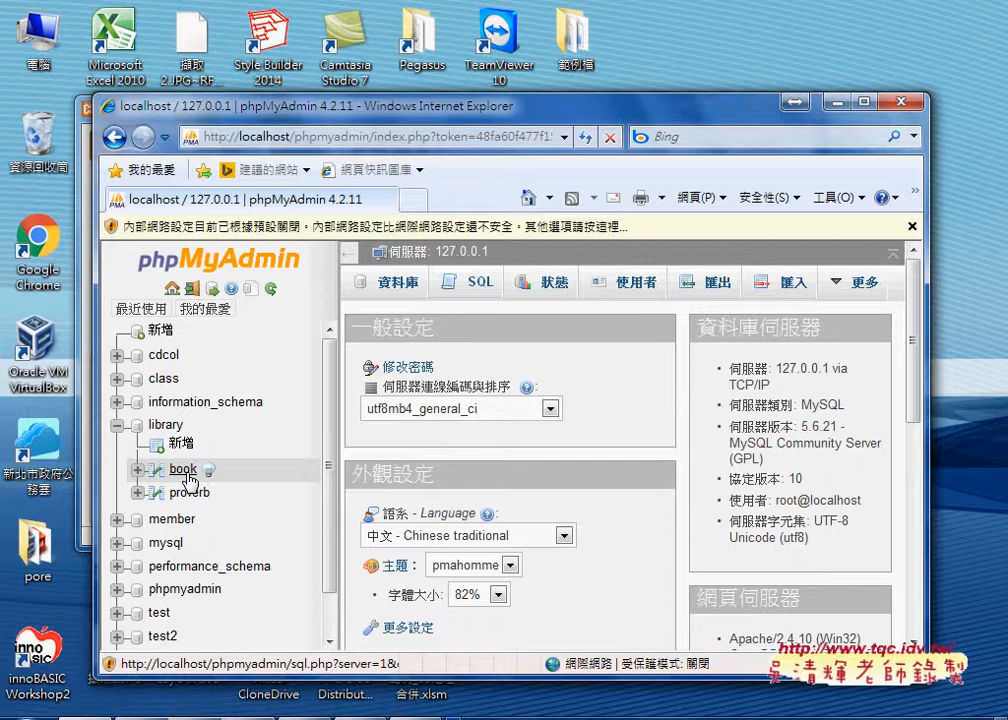 電腦
Microsoft
Excel 2010
擷取
2.JPG~RF...
Style Builder
2014
Camtasia
Studio 7
Pegasus
TeamViewer
10
範例檔
資源回收筒
Google
Chrome
Oracle VM
VirtualBox
新北市政府公
務雲
pore
innoBASIC
Workshop2
CloneDrive
Distribut...
合併.xlsm
localhost / 127.0.0.1 | phpMyAdmin 4.2.11 - Windows Internet Explorer
http://localhost/phpmyadmin/index.php?token=48fa60f477f15
Bing
我的最愛
建議的網站
網頁快訊圖庫
localhost / 127.0.0.1 | phpMyAdmin 4.2.11
網頁(P)
安全性(S)
工具(O)
內部網路設定目前已根據預設關閉。內部網路設定比網際網路設定還不安全。其他選項請按這裡...
phpMyAdmin
最近使用
我的最愛
新增
cdcol
class
information_schema
library
新增
book
proverb
member
mysql
performance_schema
phpmyadmin
test
test2
伺服器: 127.0.0.1
資料庫
SQL
狀態
使用者
匯出
匯入
更多
一般設定
修改密碼
伺服器連線編碼與排序
:
utf8mb4_general_ci
外觀設定
語系 - Language
:
中文 - Chinese traditional
主題:
pmahomme
字體大小:
82%
更多設定
資料庫伺服器
伺服器: 127.0.0.1 via
TCP/IP
伺服器類別: MySQL
伺服器版本: 5.6.21 -
MySQL Community Server
(GPL)
協定版本: 10
使用者: root@localhost
伺服器字元集: UTF-8
Unicode (utf8)
網頁伺服器
Apache/2.4.10 (Win32)
http://localhost/phpmyadmin/sql.php?server=1&
網際網路 | 受保護模式: 關閉
http://www.tqc.idv.tw
吳清輝老師錄製